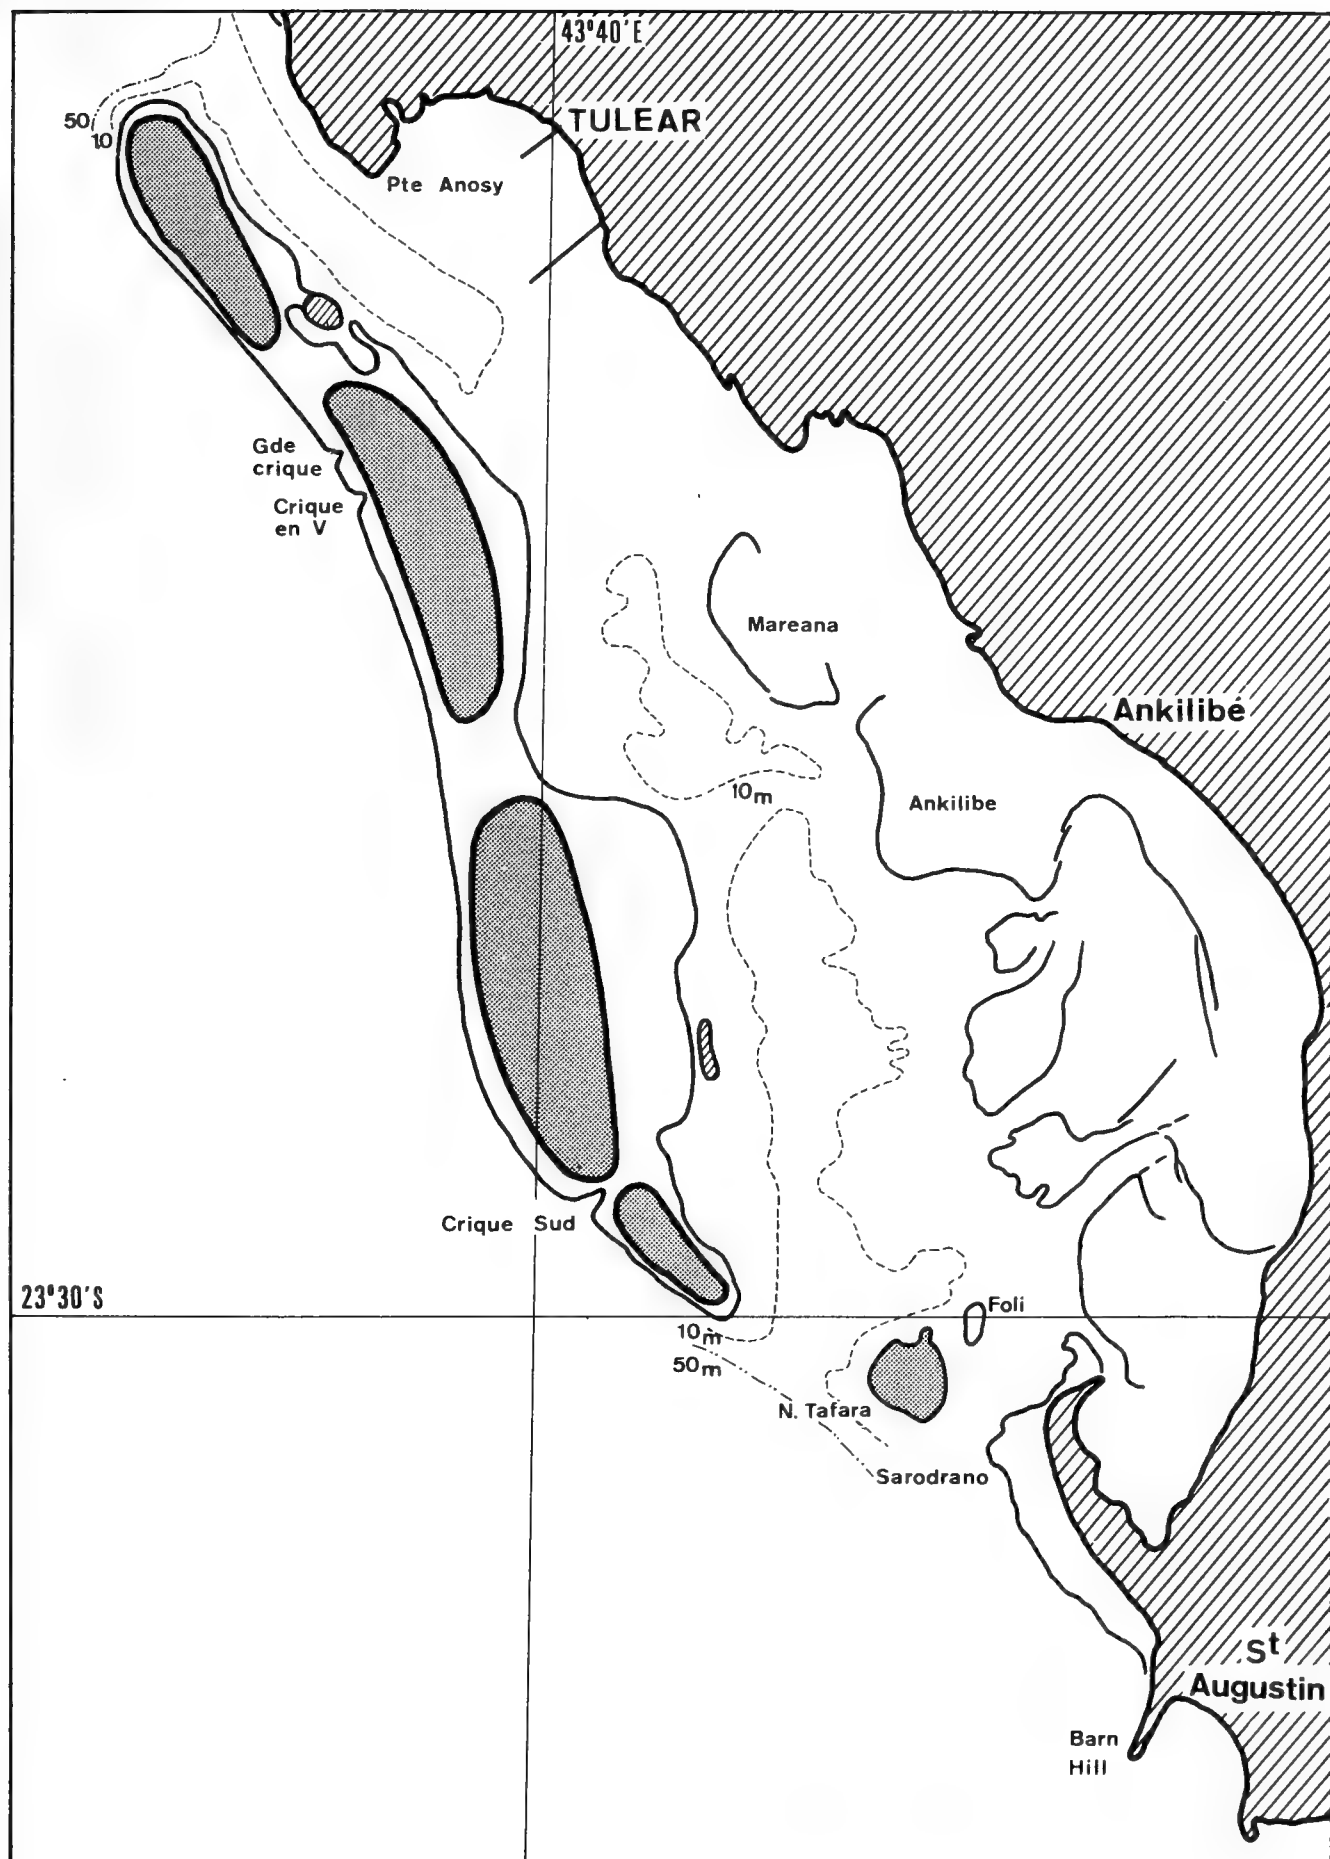 43°40'E
TULEAR
50
10
Pte Anosy
Gde
crique
Crique
en V
Mareana
Ankilibé
10m
Ankilibe
Crique Sud
23°30'S
Foli
10m
50m
N. Tafara
Sarodrano
St
Augustin
Barn
Hill